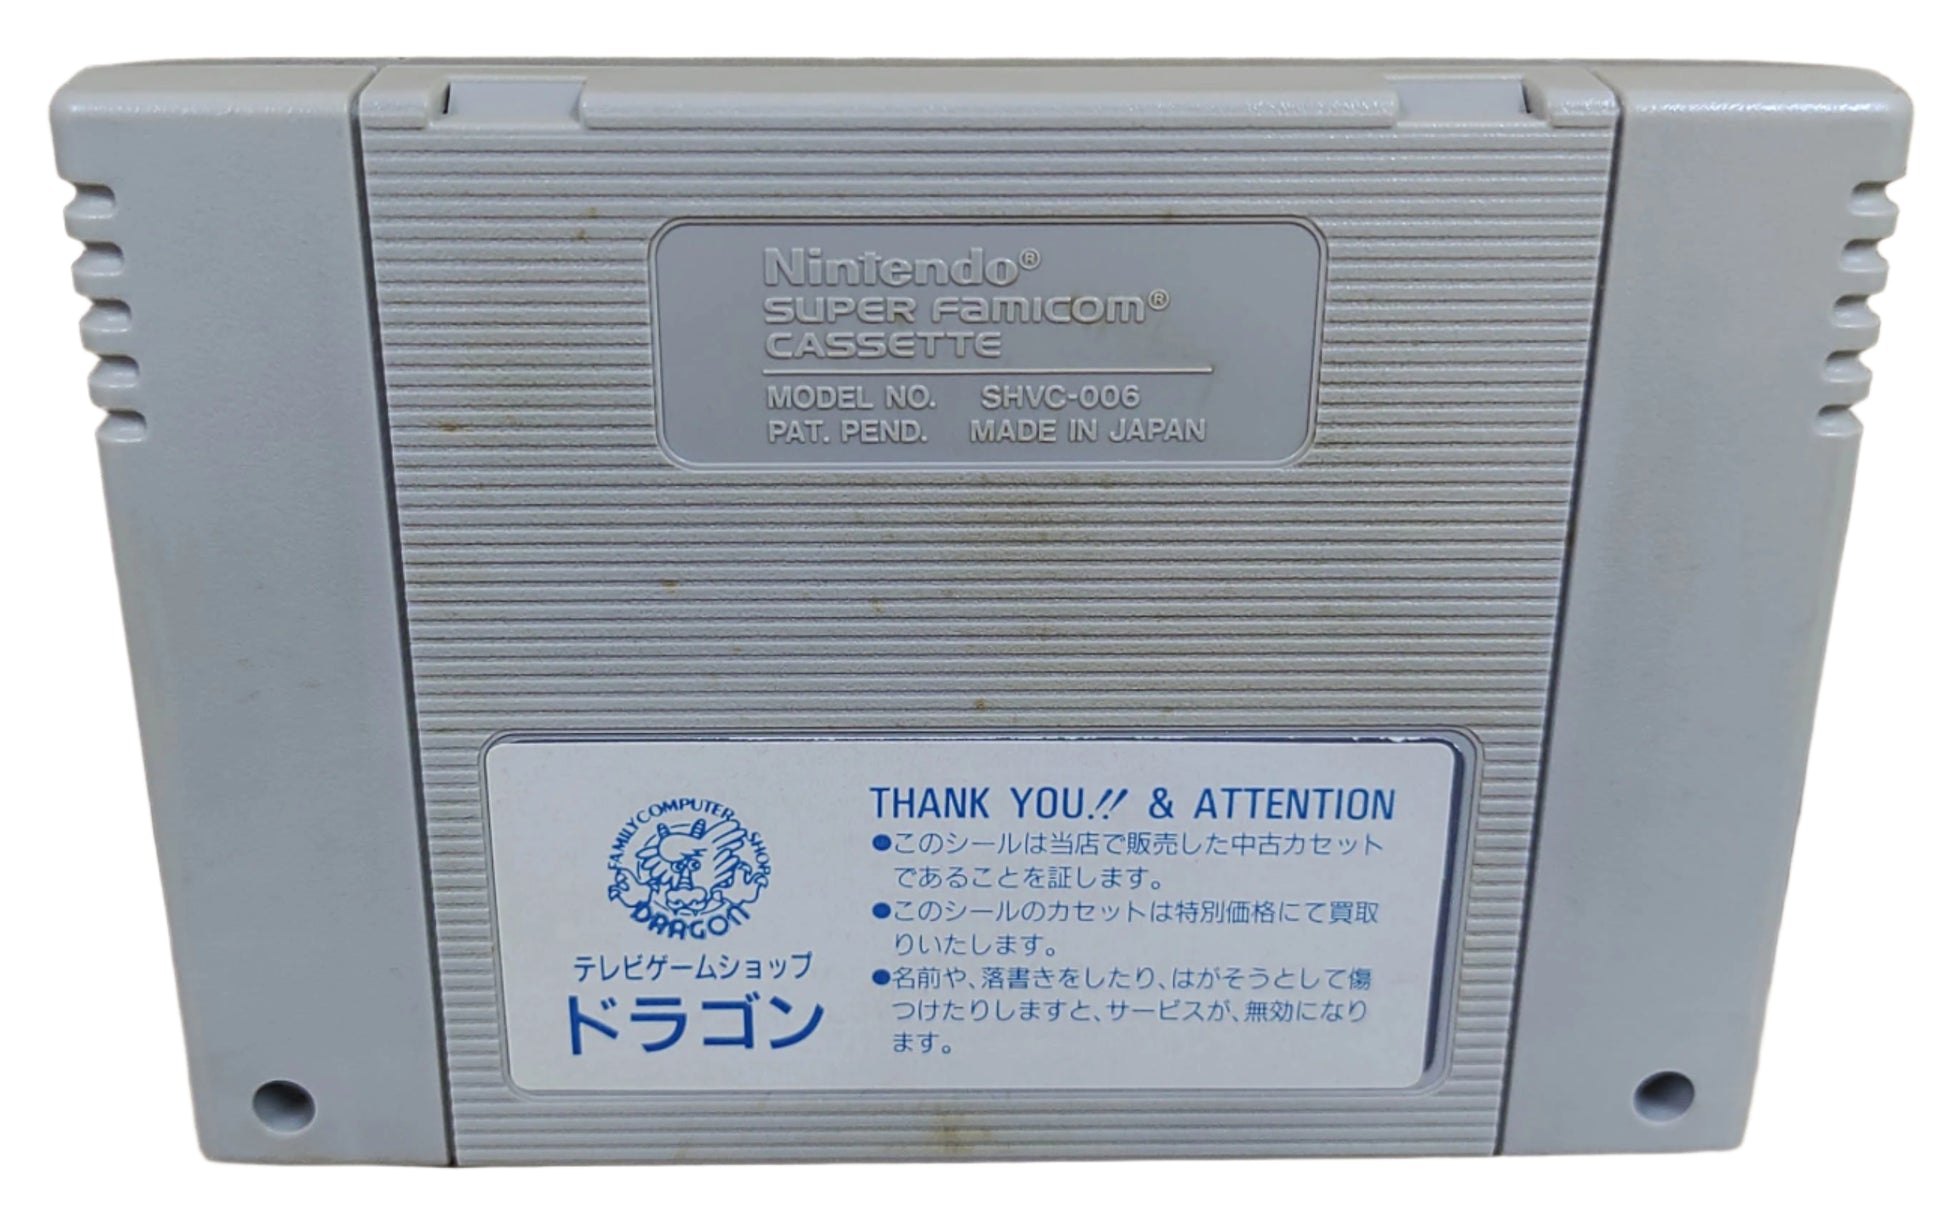 Nintendo®
SUPER FAMICOM®
CASSETTE
MODEL NO. SHVC-006
PAT. PEND. MADE IN JAPAN
FAMILY COMPUTER SHOP
DRAGON
テレビゲームショップ
ドラゴン
THANK YOU!! & ATTENTION
●このシールは当店で販売した中古カセット
であることを証します。
●このシールのカセットは特別価格にて買取
りいたします。
●名前や、落書きをしたり、はがそうとして傷
つけたりしますと、サービスが、無効になり
ます。